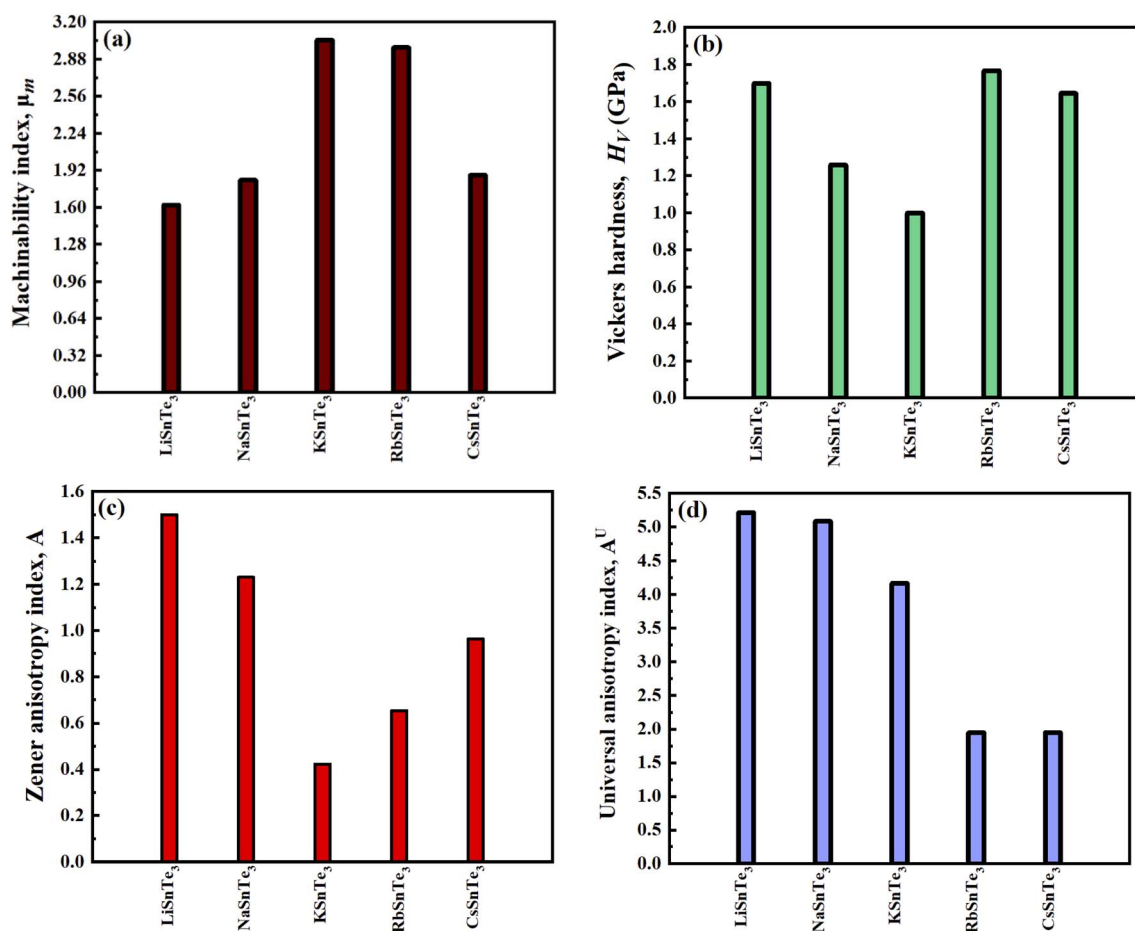 (a)
Machinability index, μm
3.20
2.88
2.56
2.24
1.92
1.60
1.28
0.96
0.64
0.32
0.00
LiSnTe3
NaSnTe3
KSnTe3
RbSnTe3
CsSnTe3
(b)
Vickers hardness, HV (GPa)
2.0
1.8
1.6
1.4
1.2
1.0
0.8
0.6
0.4
0.2
0.0
LiSnTe3
NaSnTe3
KSnTe3
RbSnTe3
CsSnTe3
(c)
Zener anisotropy index, A
1.6
1.4
1.2
1.0
0.8
0.6
0.4
0.2
0.0
LiSnTe3
NaSnTe3
KSnTe3
RbSnTe3
CsSnTe3
(d)
Universal anisotropy index, AU
5.5
5.0
4.5
4.0
3.5
3.0
2.5
2.0
1.5
1.0
0.5
0.0
LiSnTe3
NaSnTe3
KSnTe3
RbSnTe3
CsSnTe3